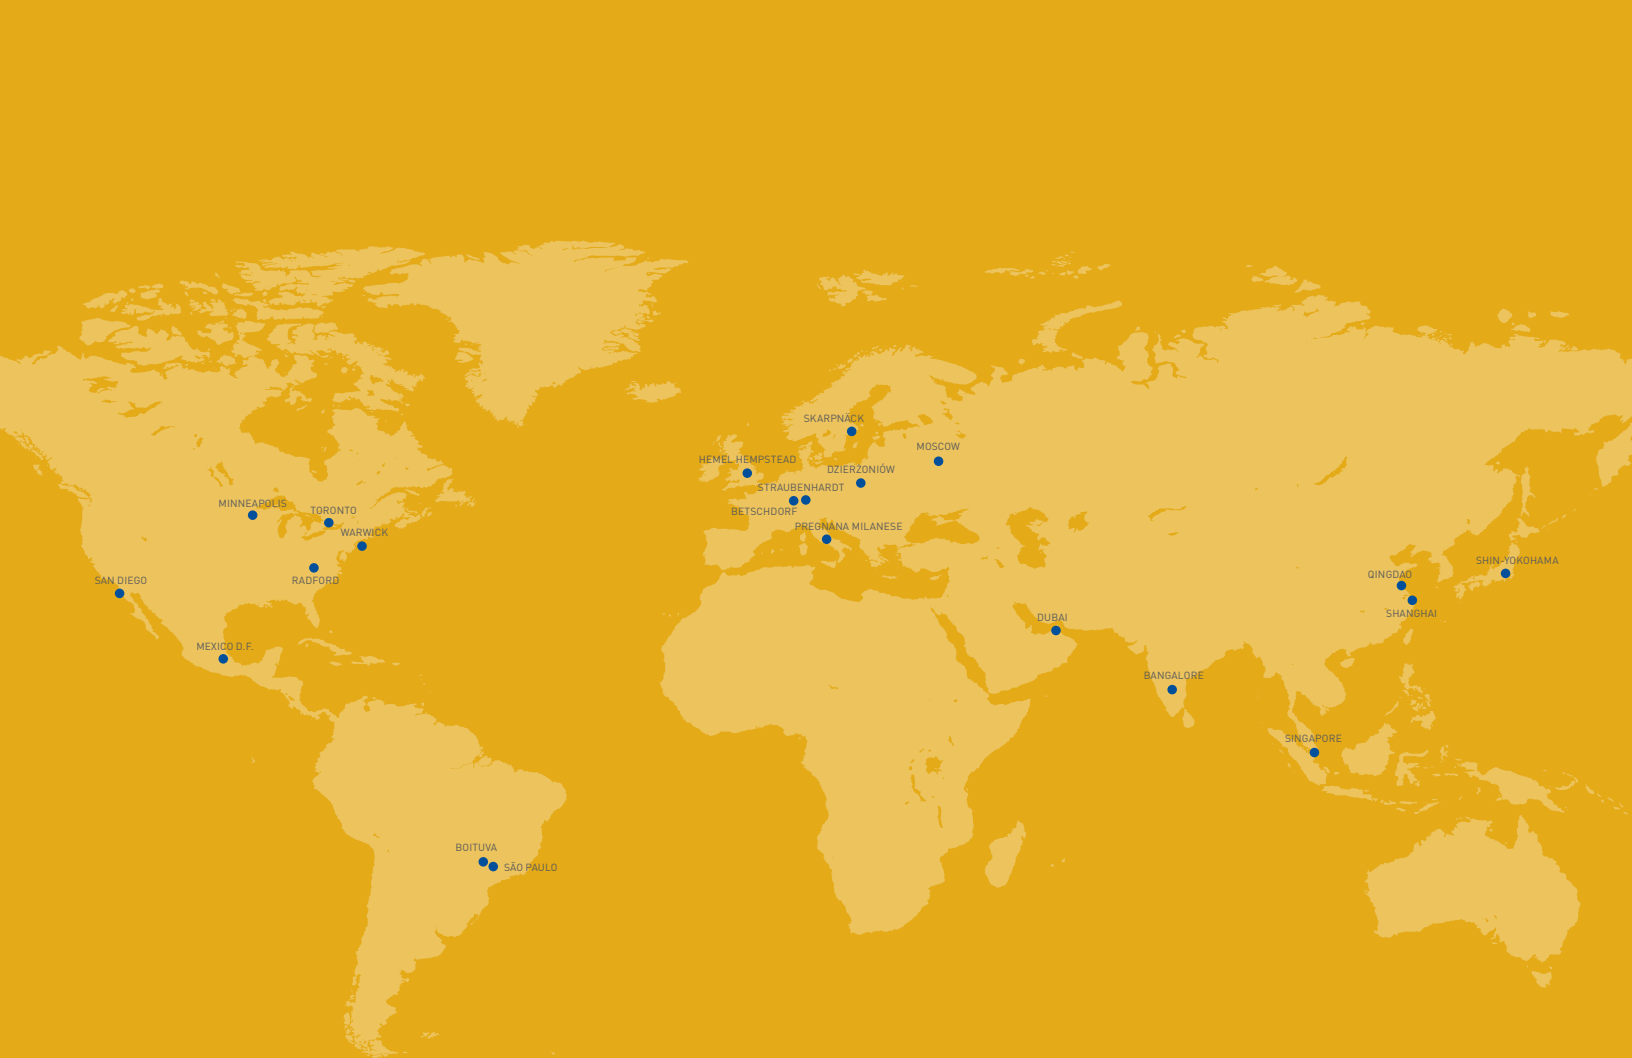 SKARPNÄCK
MOSCOW
HEMEL HEMPSTEAD
DZIERŻONIÓW
STRAUBENHARDT
BETSCHDORF
MINNEAPOLIS
TORONTO
PREGNANA MILANESE
WARWICK
SHIN-YOKOHAMA
QINGDAO
SAN DIEGO
RADFORD
SHANGHAI
DUBAI
MEXICO D.F.
BANGALORE
SINGAPORE
BOITUVA
SÃO PAULO